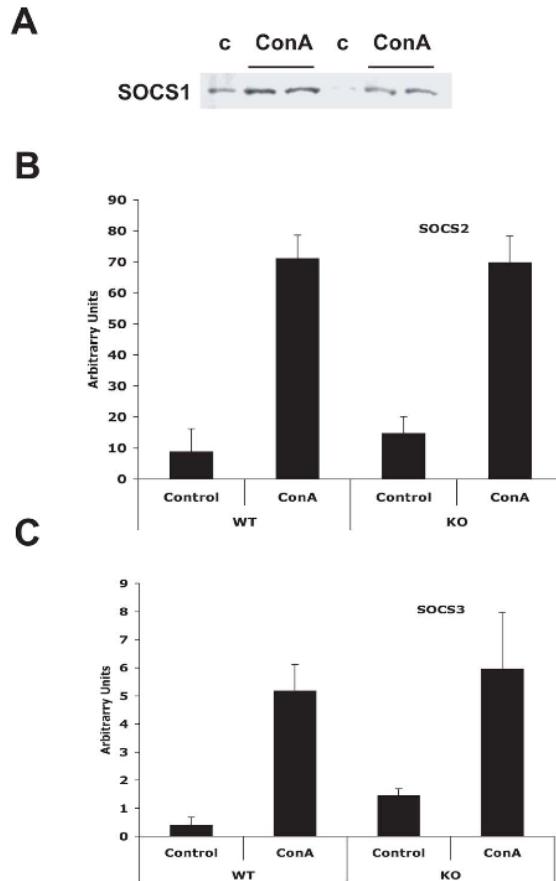 A
c ConA c ConA
SOCS1
B
90
80
70
60
50
40
30
20
10
0
Arbitrarry Units
SOCS2
Control ConA Control ConA
WT KO
C
9
8
7
6
5
4
3
2
1
0
Arbitrarry Units
SOCS3
Control ConA Control ConA
WT KO